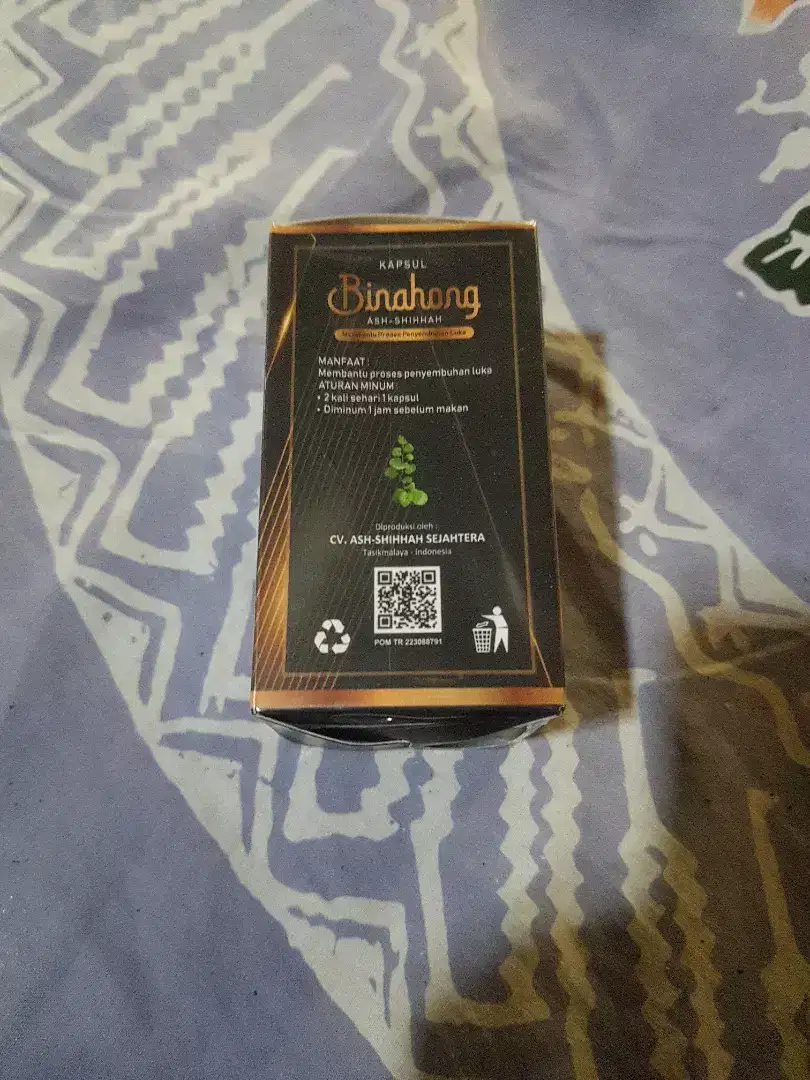 KAPSUL
Binahong
ASH-SHIHHAH
Membantu Proses Penyembuhan Luka
MANFAAT :
Membantu proses penyembuhan luka
ATURAN MINUM
• 2 kali sehari 1 kapsul
• Diminum 1 jam sebelum makan
Diproduksi oleh :
CV. ASH-SHIHHAH SEJAHTERA
Tasikmalaya - Indonesia
POM TR 223088791